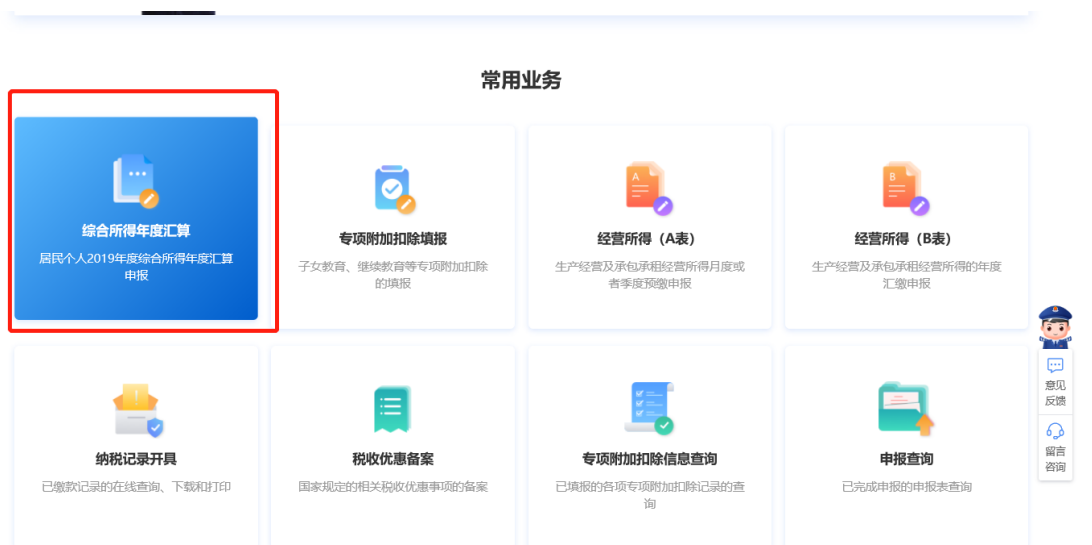 常用业务
综合所得年度汇算
居民个人2019年度综合所得年度汇算
申报
专项附加扣除填报
子女教育、继续教育等专项附加扣除
的填报
A
经营所得（A表）
生产经营及承包承租经营所得月度或
者季度预缴申报
B
经营所得（B表）
生产经营及承包承租经营所得的年度
汇缴申报
纳税记录开具
已缴款记录的在线查询、下载和打印
税收优惠备案
国家规定的相关税收优惠事项的备案
专项附加扣除信息查询
已填报的各项专项附加扣除记录的查
询
申报查询
已完成申报的申报表查询
意见
反馈
留言
咨询